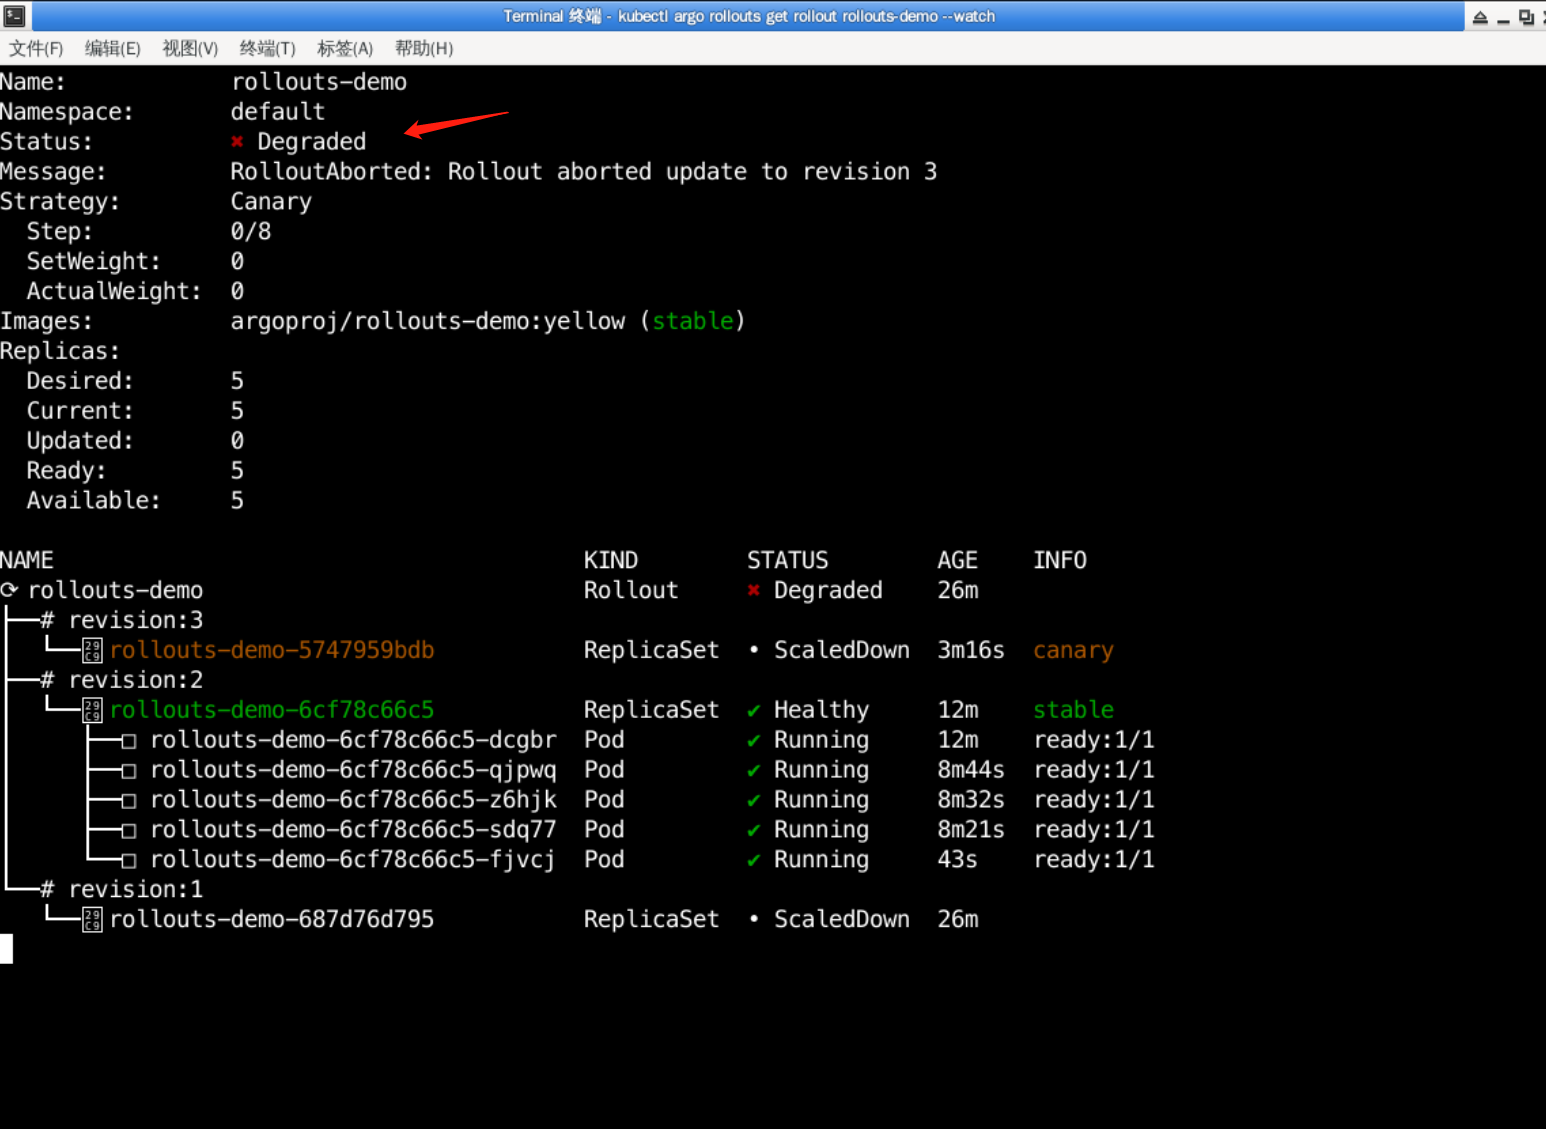 Terminal 终端 - kubectl argo rollouts get rollout rollouts-demo --watch
文件(F) 编辑(E) 视图(V) 终端(T) 标签(A) 帮助(H)
Name: rollouts-demo
Namespace: default
Status: ✖ Degraded
Message: RolloutAborted: Rollout aborted update to revision 3
Strategy: Canary
Step: 0/8
SetWeight: 0
ActualWeight: 0
Images: argoproj/rollouts-demo:yellow (stable)
Replicas:
Desired: 5
Current: 5
Updated: 0
Ready: 5
Available: 5
NAME KIND STATUS AGE INFO
⟳ rollouts-demo Rollout ✖ Degraded 26m
├──# revision:3
│ └──⧉ rollouts-demo-5747959bdb ReplicaSet • ScaledDown 3m16s canary
├──# revision:2
│ └──⧉ rollouts-demo-6cf78c66c5 ReplicaSet ✔ Healthy 12m stable
├──□ rollouts-demo-6cf78c66c5-dcgbr Pod ✔ Running 12m ready:1/1
├──□ rollouts-demo-6cf78c66c5-qjpwq Pod ✔ Running 8m44s ready:1/1
├──□ rollouts-demo-6cf78c66c5-z6hjk Pod ✔ Running 8m32s ready:1/1
├──□ rollouts-demo-6cf78c66c5-sdq77 Pod ✔ Running 8m21s ready:1/1
└──□ rollouts-demo-6cf78c66c5-fjvcj Pod ✔ Running 43s ready:1/1
└──# revision:1
└──⧉ rollouts-demo-687d76d795 ReplicaSet • ScaledDown 26m